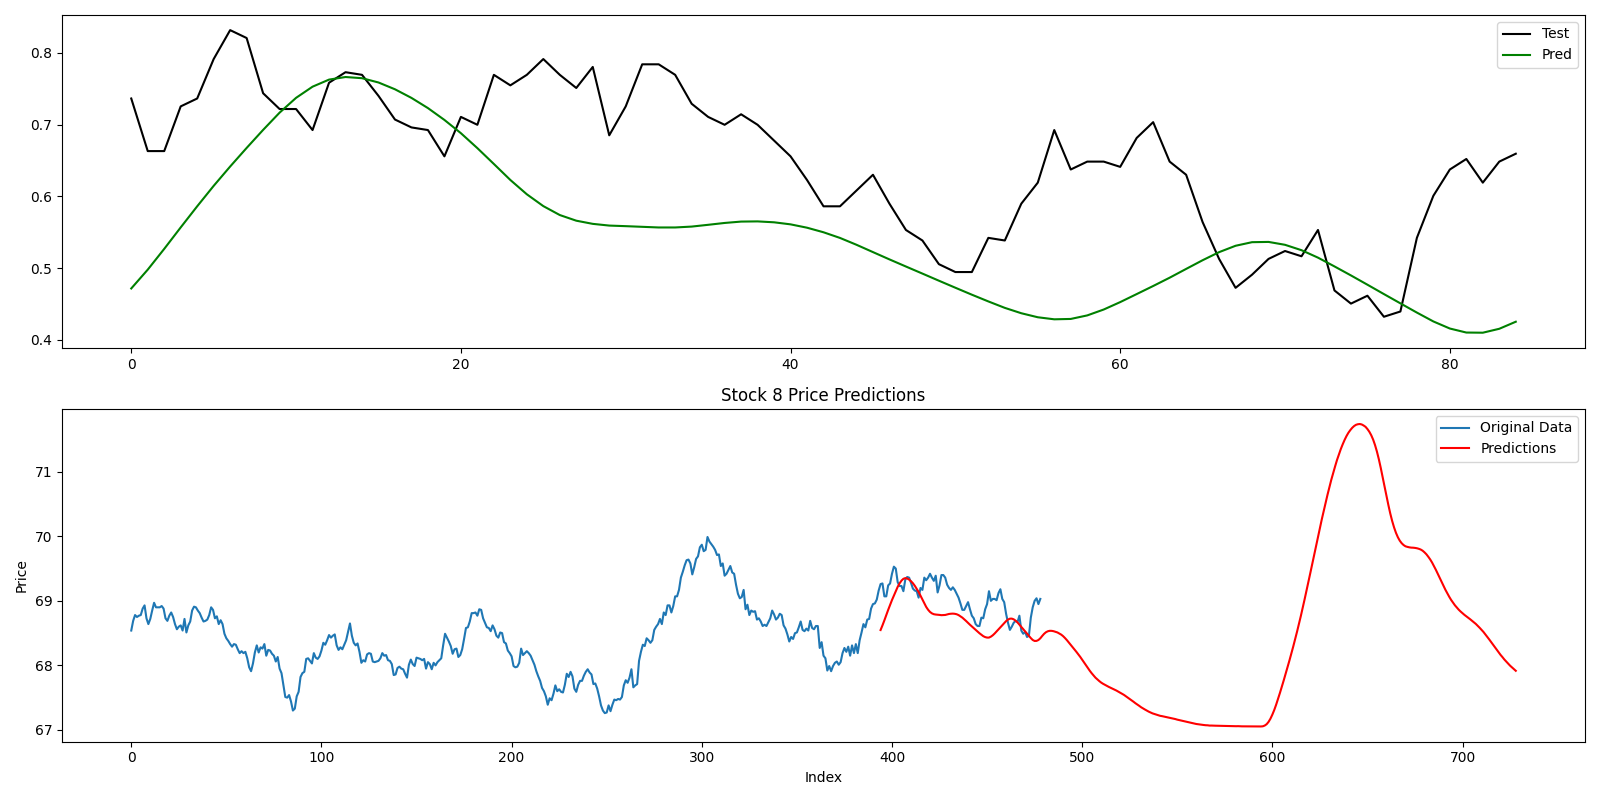 Test
Pred
0.8
0.7
0.6
0.5
0.4
0 20 40 60 80
Stock 8 Price Predictions
Original Data
Predictions
Price
71
70
69
68
67
0 100 200 300 400 500 600 700
Index